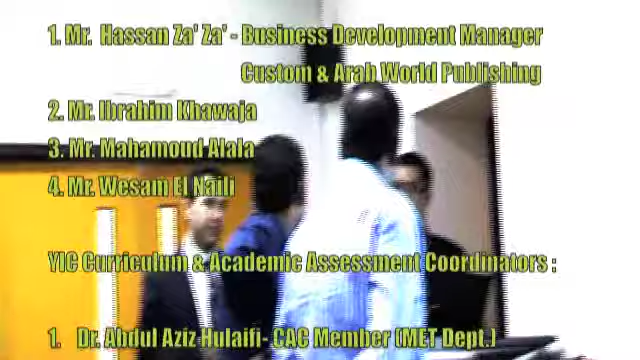 1. Mr. Hassan Za' Za' - Business Development Manager
Custom & Arab World Publishing
2. Mr. Ibrahim Khawaja
3. Mr. Mahamoud Alala
4. Mr. Wesam El Naili
YIC Curriculum & Academic Assessment Coordinators :
1. Dr. Abdul Aziz Hulaifi- CAC Member (MET Dept.)